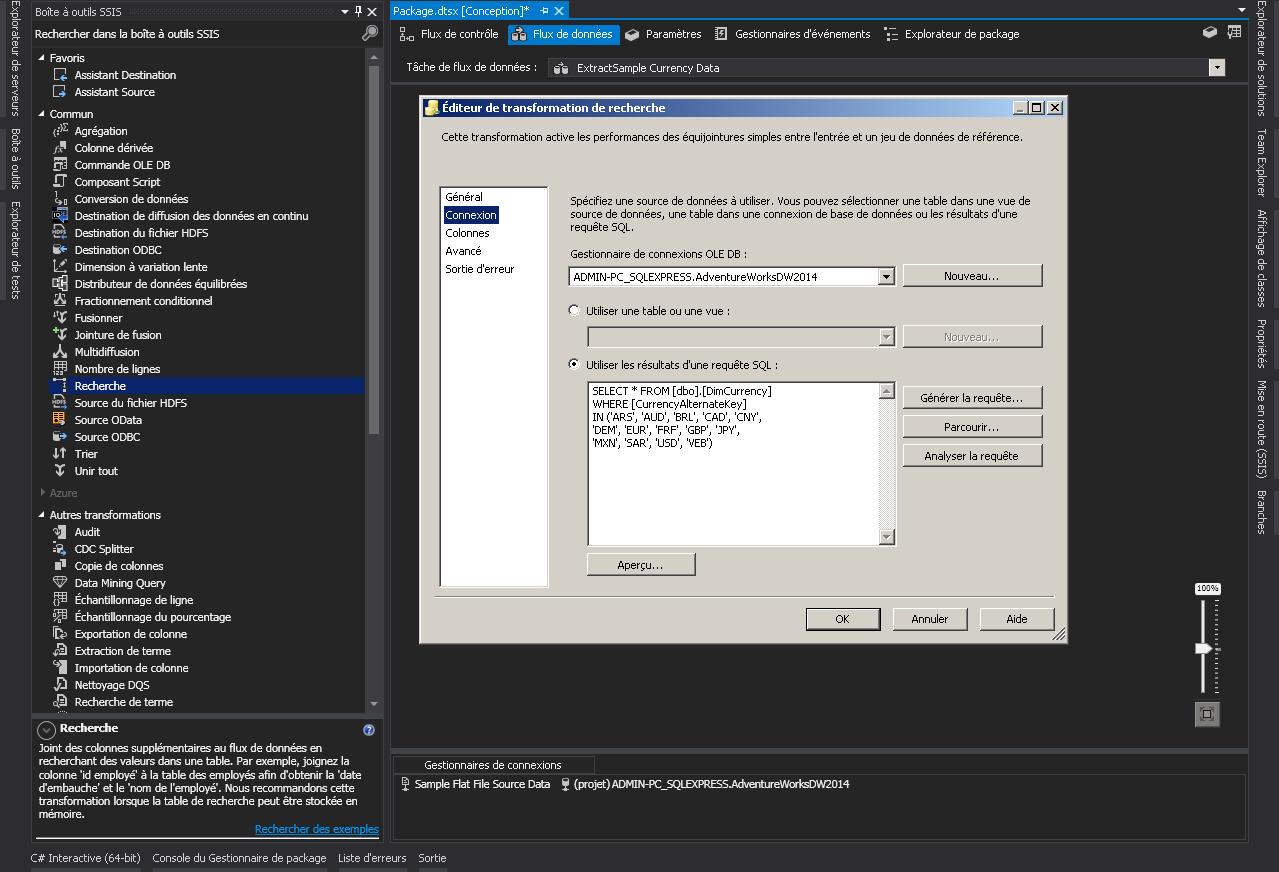 Explorateur de serveurs
Boîte à outils
Explorateur de tests
Boîte à outils SSIS
Rechercher dans la boîte à outils SSIS
Favoris
Assistant Destination
Assistant Source
Commun
Agrégation
Colonne dérivée
Commande OLE DB
Composant Script
Conversion de données
Destination de diffusion des données en continu
Destination du fichier HDFS
Destination ODBC
Dimension à variation lente
Distributeur de données équilibrées
Fractionnement conditionnel
Fusionner
Jointure de fusion
Multidiffusion
Nombre de lignes
Recherche
Source du fichier HDFS
Source OData
Source ODBC
Trier
Unir tout
Azure
Autres transformations
Audit
CDC Splitter
Copie de colonnes
Data Mining Query
Échantillonnage de ligne
Échantillonnage du pourcentage
Exportation de colonne
Extraction de terme
Importation de colonne
Nettoyage DQS
Recherche de terme
Recherche
Joint des colonnes supplémentaires au flux de données en
recherchant des valeurs dans une table. Par exemple, joignez la
colonne 'id employé' à la table des employés afin d'obtenir la 'date
d'embauche' et le 'nom de l'employé'. Nous recommandons cette
transformation lorsque la table de recherche peut être stockée en
mémoire.
Rechercher des exemples
Package.dtsx [Conception]*
Flux de contrôle
Flux de données
Paramètres
Gestionnaires d'événements
Explorateur de package
Tâche de flux de données :
ExtractSample Currency Data
Éditeur de transformation de recherche
Cette transformation active les performances des équijointures simples entre l'entrée et un jeu de données de référence.
Général
Connexion
Colonnes
Avancé
Sortie d'erreur
Spécifiez une source de données à utiliser. Vous pouvez sélectionner une table dans une vue de
source de données, une table dans une connexion de base de données ou les résultats d'une
requête SQL.
Gestionnaire de connexions OLE DB :
ADMIN-PC_SQLEXPRESS.AdventureWorksDW2014
Nouveau...
Utiliser une table ou une vue :
Nouveau...
Utiliser les résultats d'une requête SQL :
SELECT * FROM [dbo].[DimCurrency]
WHERE [CurrencyAlternateKey]
IN ('ARS', 'AUD', 'BRL', 'CAD', 'CNY',
'DEM', 'EUR', 'FRF', 'GBP', 'JPY',
'MXN', 'SAR', 'USD', 'VEB')
Générer la requête...
Parcourir...
Analyser la requête
Aperçu...
OK
Annuler
Aide
100%
Gestionnaires de connexions
Sample Flat File Source Data
(projet) ADMIN-PC_SQLEXPRESS.AdventureWorksDW2014
Explorateur de solutions
Team Explorer
Affichage de classes
Propriétés
Mise en route (SSIS)
Branches
C# Interactive (64-bit)
Console du Gestionnaire de package
Liste d'erreurs
Sortie